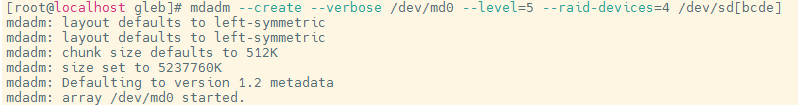 [root@localhost gleb]# mdadm --create --verbose /dev/md0 --level=5 --raid-devices=4 /dev/sd[bcde]
mdadm: layout defaults to left-symmetric
mdadm: layout defaults to left-symmetric
mdadm: chunk size defaults to 512K
mdadm: size set to 5237760K
mdadm: Defaulting to version 1.2 metadata
mdadm: array /dev/md0 started.